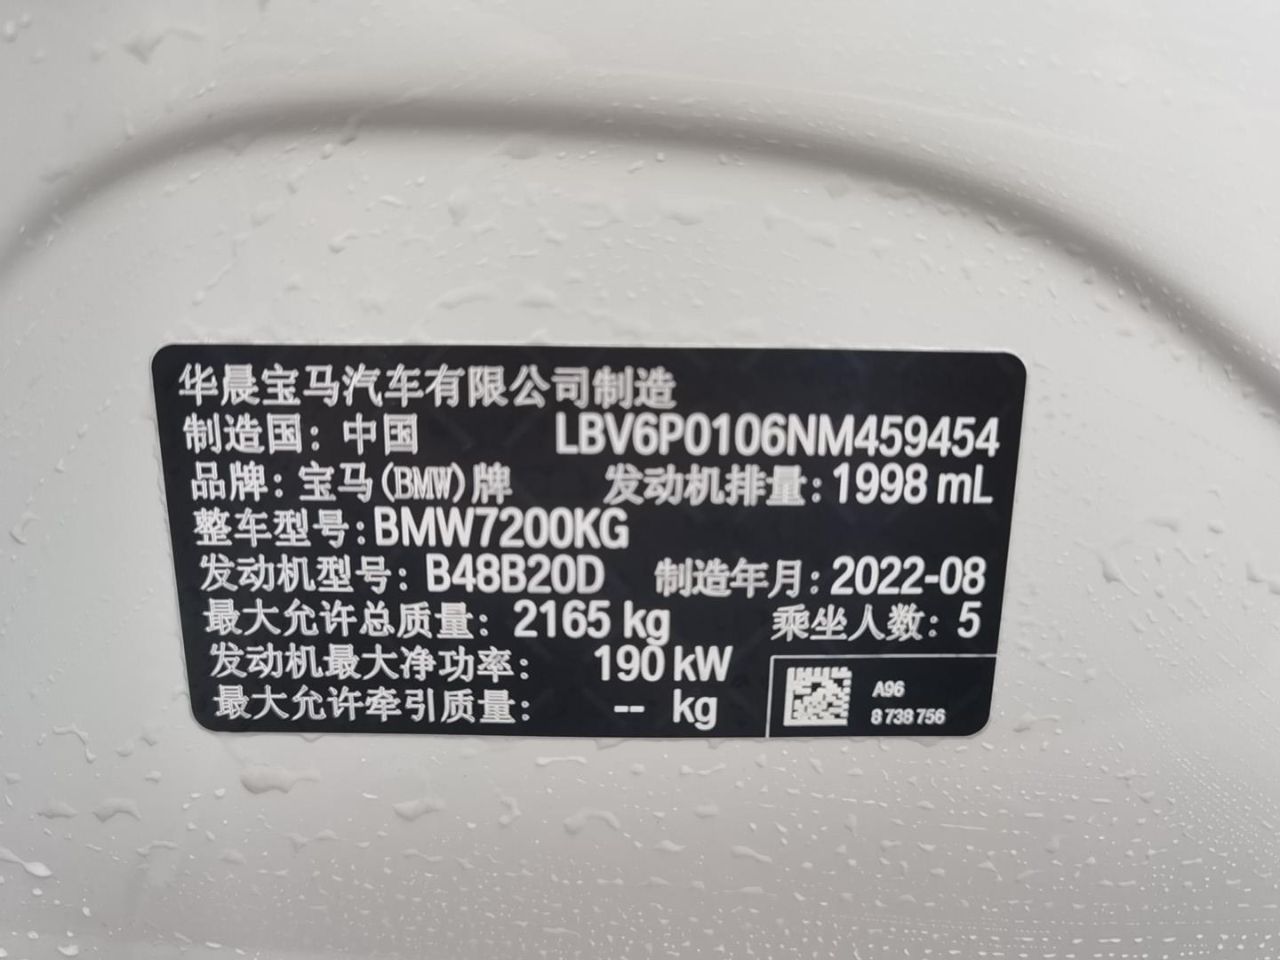 华晨宝马汽车有限公司制造
制造国：中国 LBV6P0106NM459454
品牌：宝马(BMW)牌 发动机排量：1998 mL
整车型号：BMW7200KG
发动机型号：B48B20D 制造年月：2022-08
最大允许总质量：2165 kg 乘坐人数：5
发动机最大净功率：190 kW
最大允许牵引质量：-- kg
A96
8 738 756